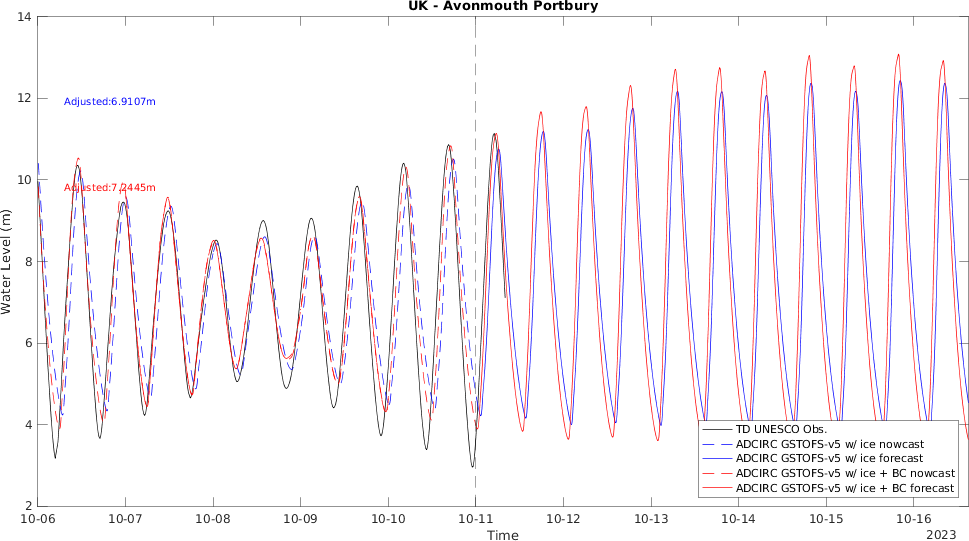 UK - Avonmouth Portbury
14
12
10
8
6
4
2
Water Level (m)
Adjusted:6.9107m
Adjusted:7.2445m
TD UNESCO Obs.
ADCIRC GSTOFS-v5 w/ ice nowcast
ADCIRC GSTOFS-v5 w/ ice forecast
ADCIRC GSTOFS-v5 w/ ice + BC nowcast
ADCIRC GSTOFS-v5 w/ ice + BC forecast
10-06 10-07 10-08 10-09 10-10 10-11 10-12 10-13 10-14 10-15 10-16
Time
2023